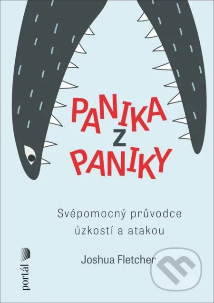 PANIKA
Z
PANIKY
Svépomocný průvodce
úzkostí a atakou
Joshua Fletcher
portál
m